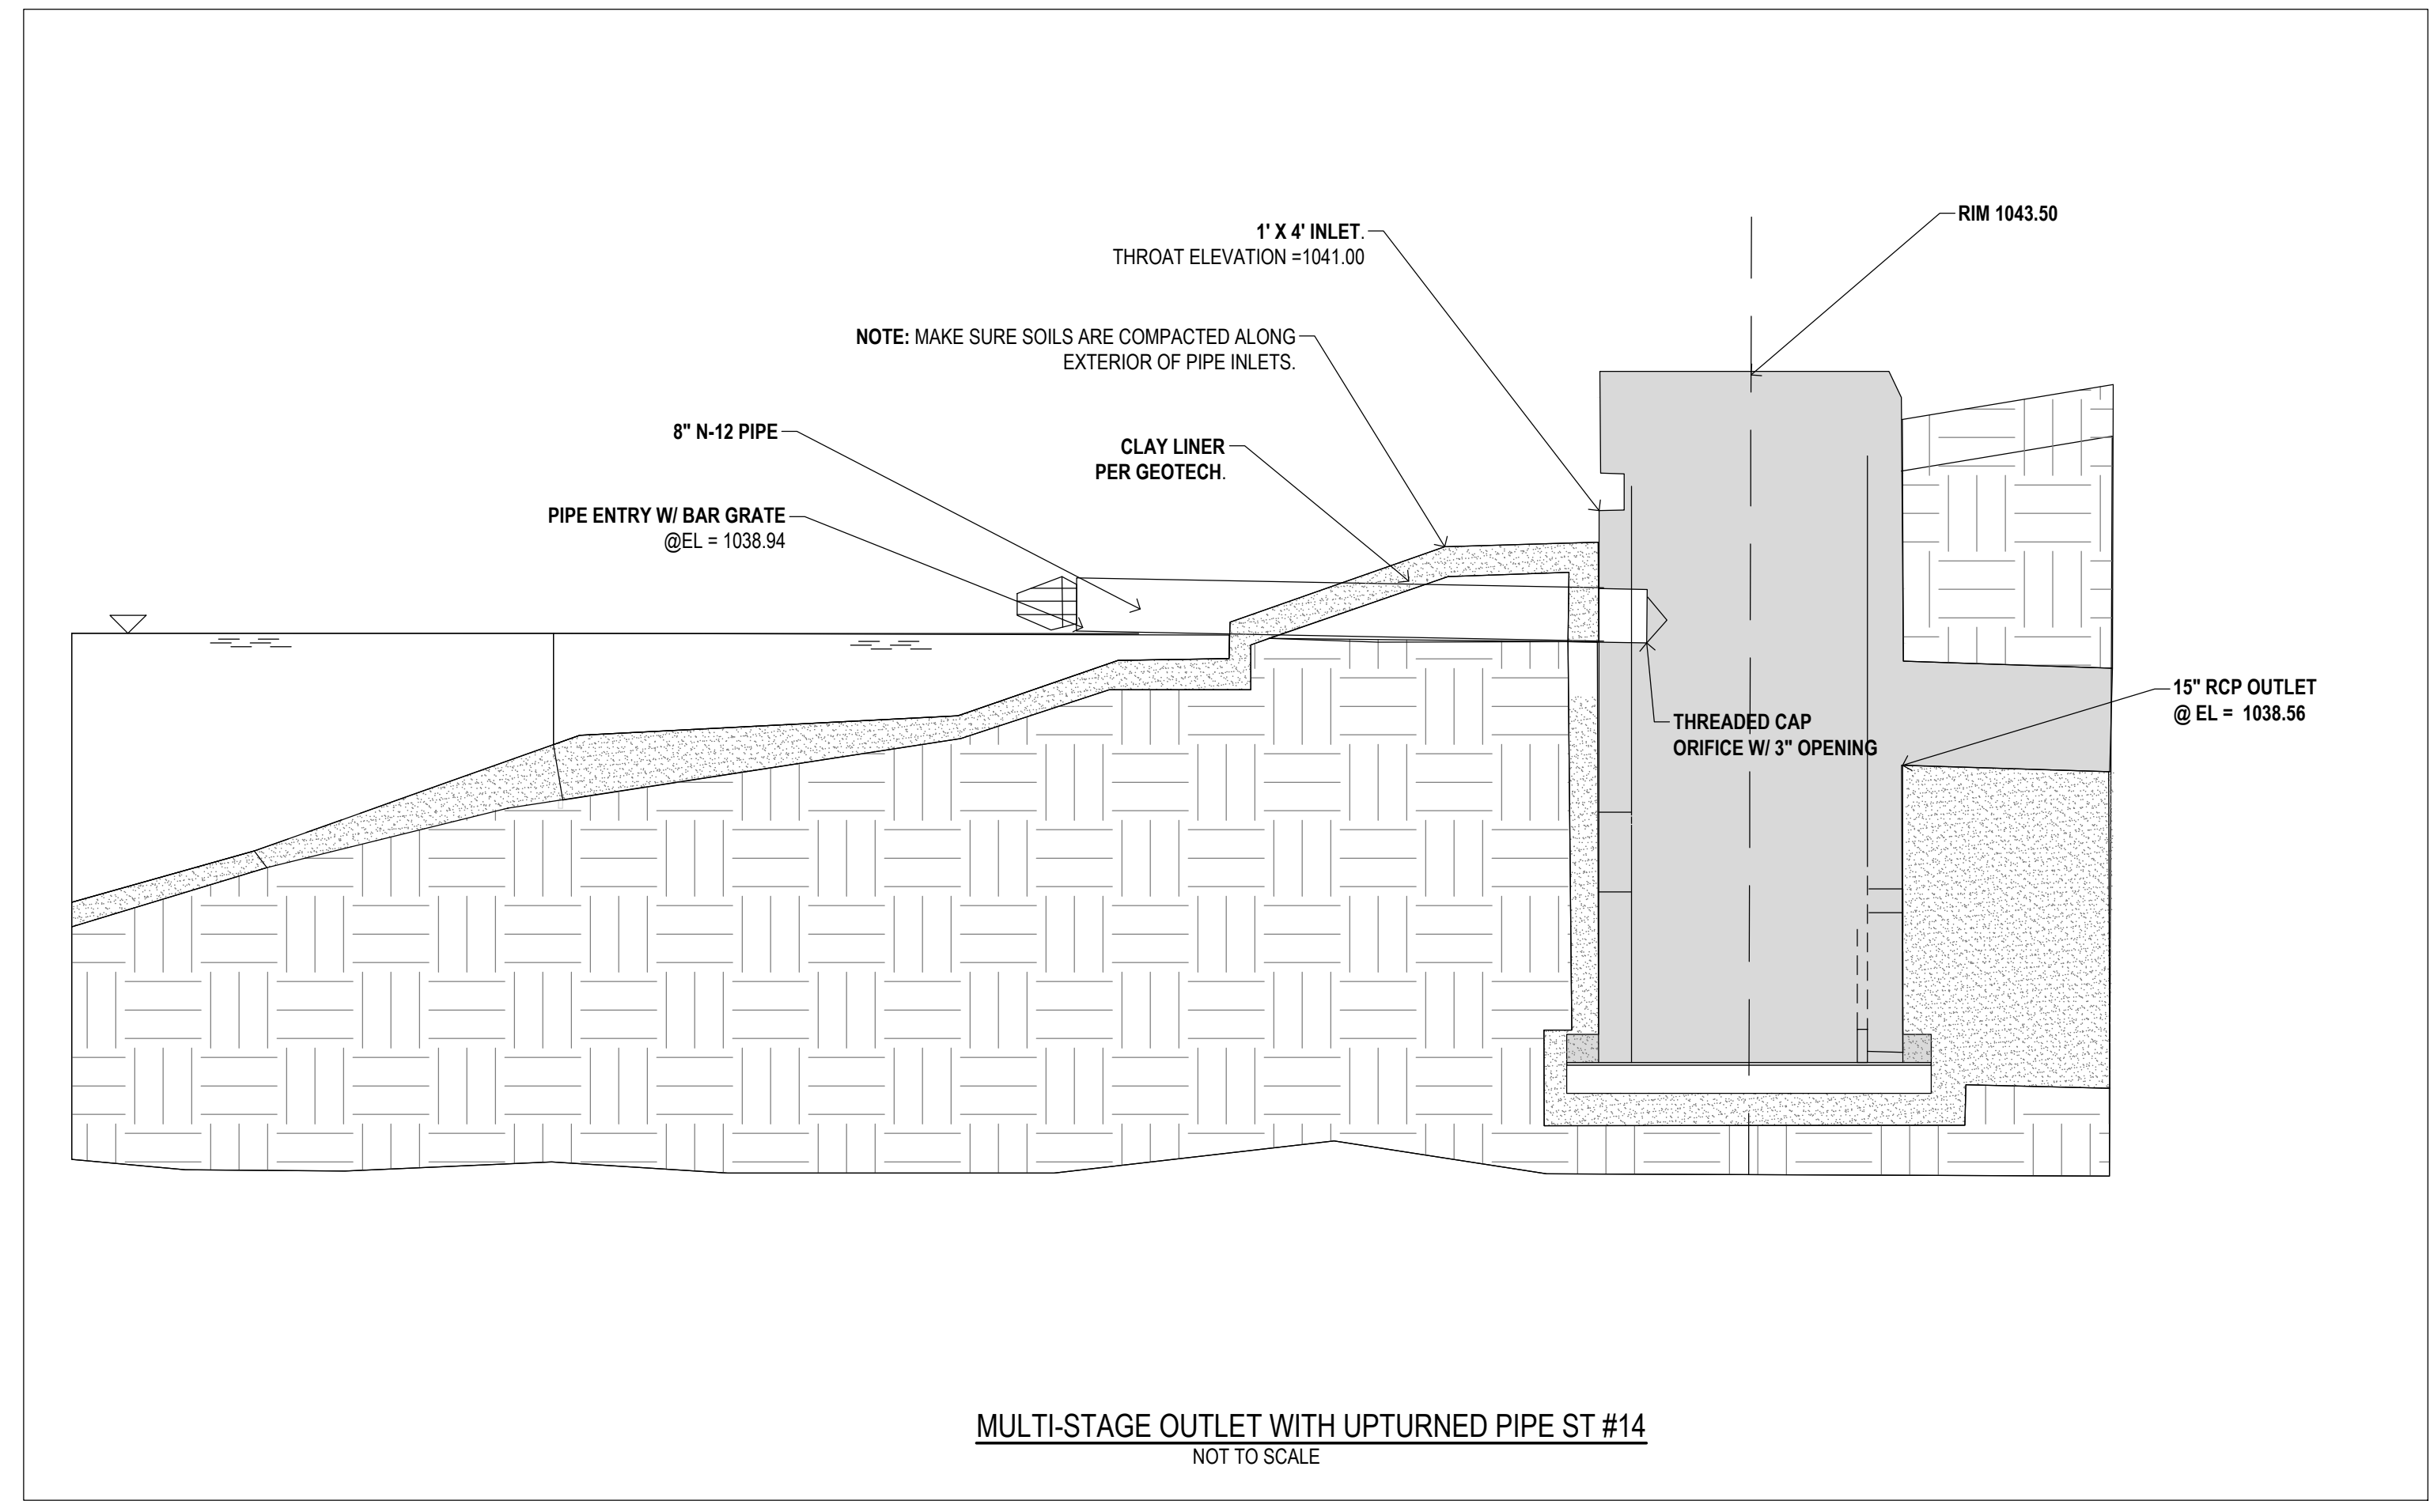 RIM 1043.50
1' X 4' INLET.
THROAT ELEVATION =1041.00
NOTE: MAKE SURE SOILS ARE COMPACTED ALONG
EXTERIOR OF PIPE INLETS.
8" N-12 PIPE
CLAY LINER
PER GEOTECH.
PIPE ENTRY W/ BAR GRATE
@EL = 1038.94
15" RCP OUTLET
@ EL = 1038.56
THREADED CAP
ORIFICE W/ 3" OPENING
MULTI-STAGE OUTLET WITH UPTURNED PIPE ST #14
NOT TO SCALE